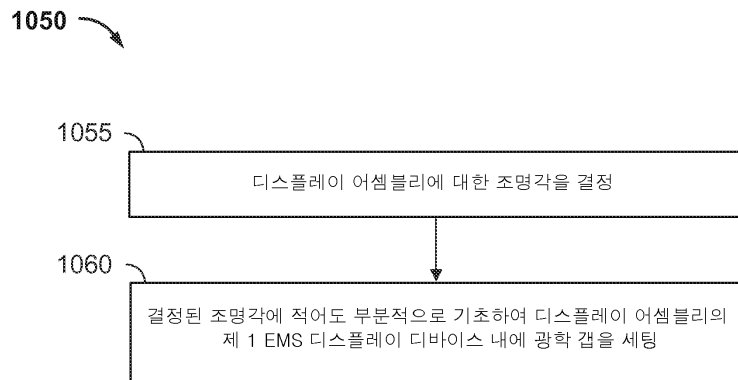 1050
1055
디스플레이 어셈블리에 대한 조명각을 결정
1060
결정된 조명각에 적어도 부분적으로 기초하여 디스플레이 어셈블리의
제 1 EMS 디스플레이 디바이스 내에 광학 갭을 세팅